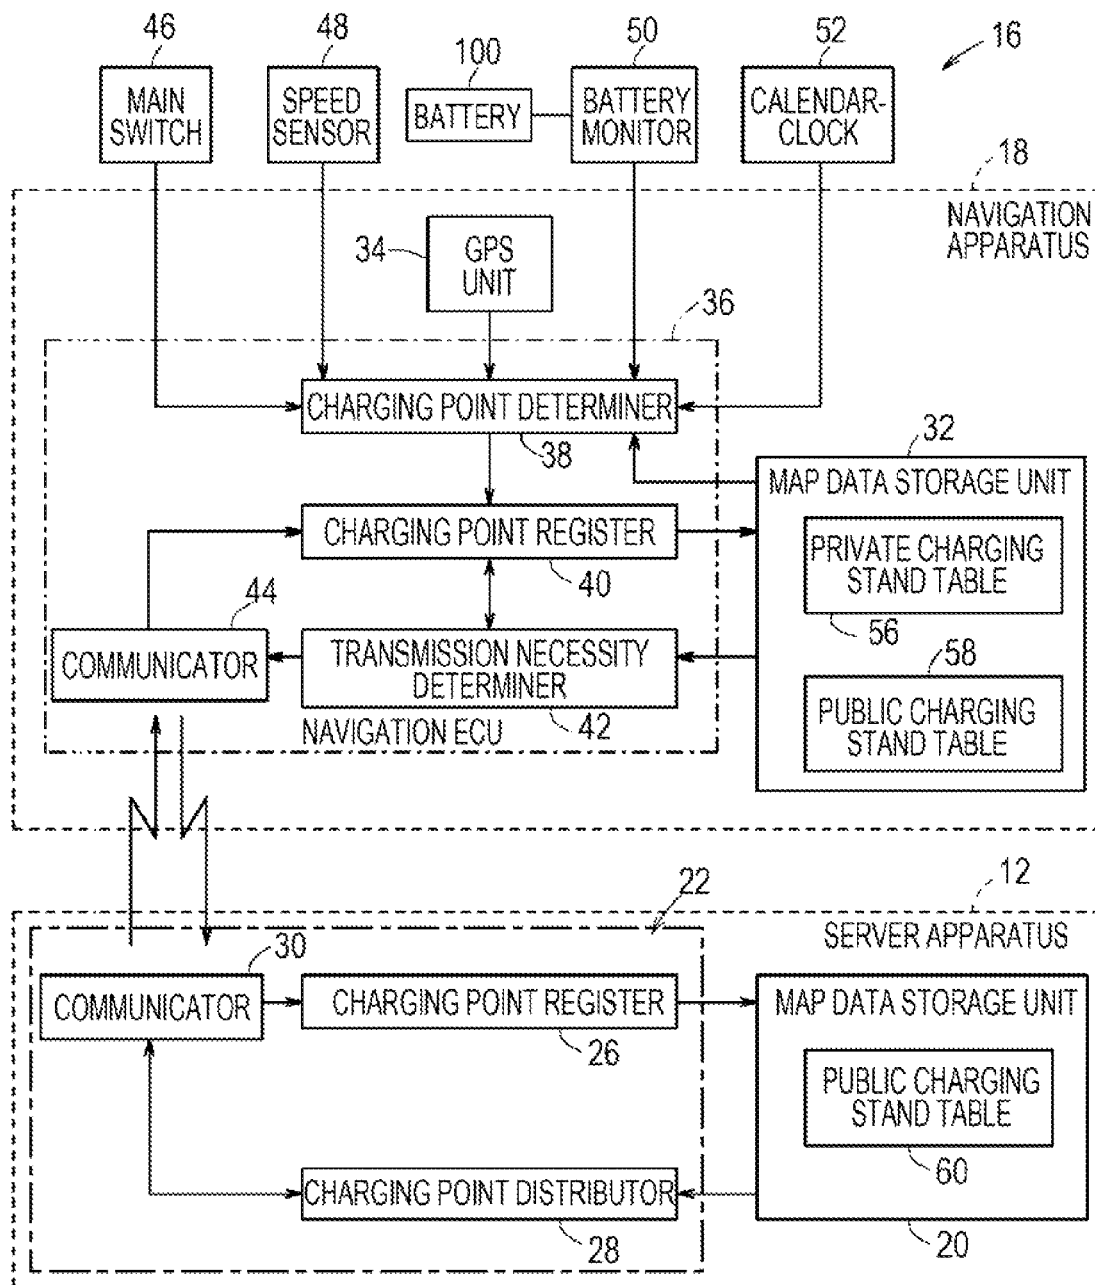 46
48
100
50
52
16
MAIN
SWITCH
SPEED
SENSOR
BATTERY
BATTERY
MONITOR
CALENDAR-
CLOCK
18
NAVIGATION
APPARATUS
34
GPS
UNIT
36
CHARGING POINT DETERMINER
38
32
MAP DATA STORAGE UNIT
CHARGING POINT REGISTER
40
PRIVATE CHARGING
STAND TABLE
56
44
COMMUNICATOR
TRANSMISSION NECESSITY
DETERMINER
42
NAVIGATION ECU
58
PUBLIC CHARGING
STAND TABLE
12
22
SERVER APPARATUS
30
COMMUNICATOR
CHARGING POINT REGISTER
26
MAP DATA STORAGE UNIT
PUBLIC CHARGING
STAND TABLE
60
CHARGING POINT DISTRIBUTOR
28
20